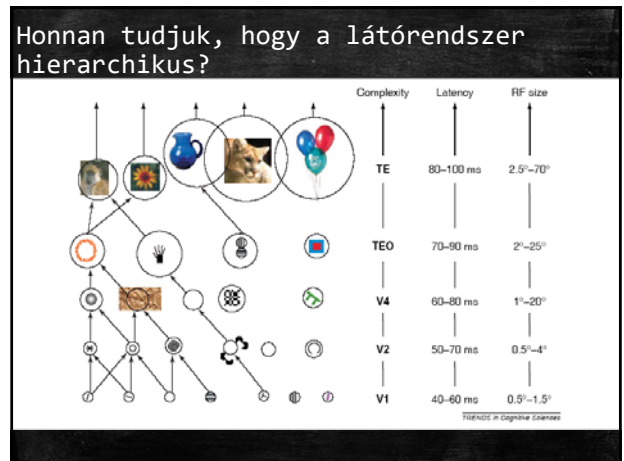 Honnan tudjuk, hogy a látórendszer
hierarchikus?
Complexity Latency RF size
TE 80–100 ms 2.5°–70°
TEO 70–90 ms 2°–25°
V4 60–80 ms 1°–20°
V2 50–70 ms 0.5°–4°
V1 40–60 ms 0.5°–1.5°
TRENDS in Cognitive Sciences